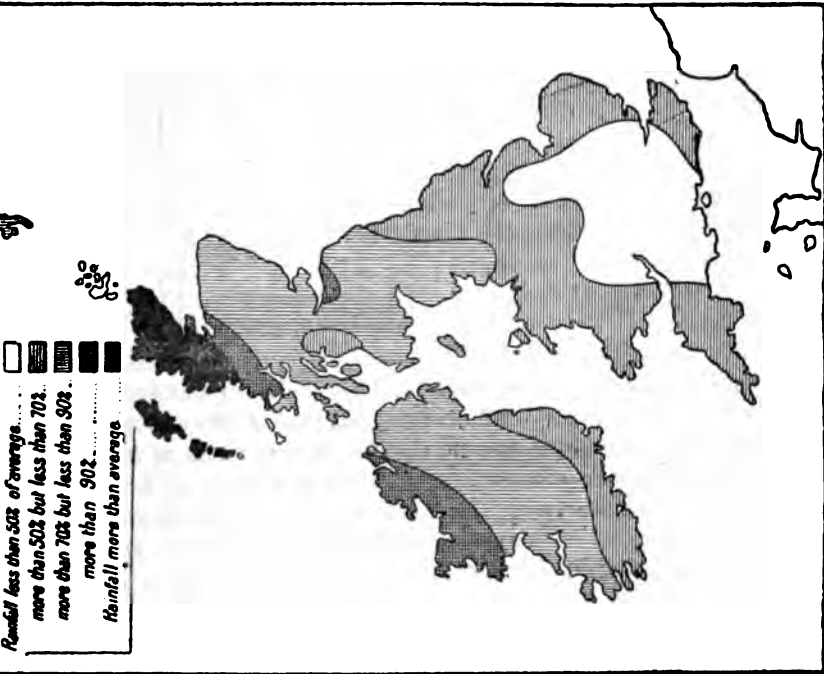 Rainfall less than 50% of average
more than 50% but less than 70%
more than 70% but less than 90%
more than 90%
Rainfall more than average